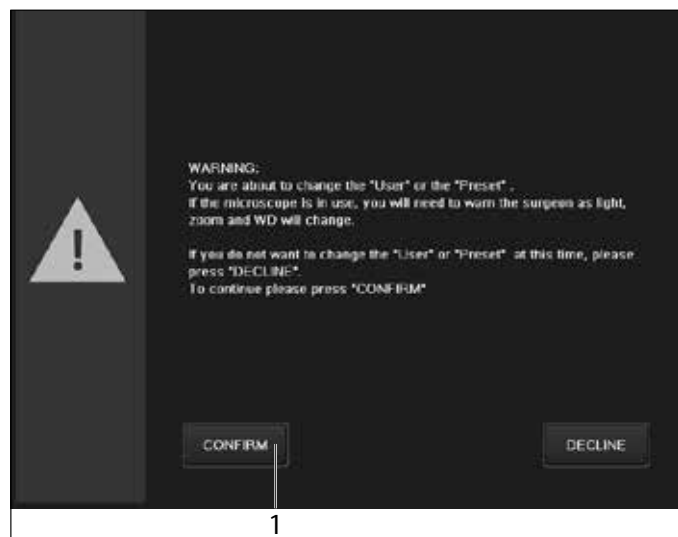 WARNING:
You are about to change the "User" or the "Preset" .
If the microscope is in use, you will need to warn the surgeon as light,
zoom and WD will change.
If you do not want to change the "User" or "Preset" at this time, please
press "DECLINE".
To continue please press "CONFIRM"
CONFIRM
DECLINE
1